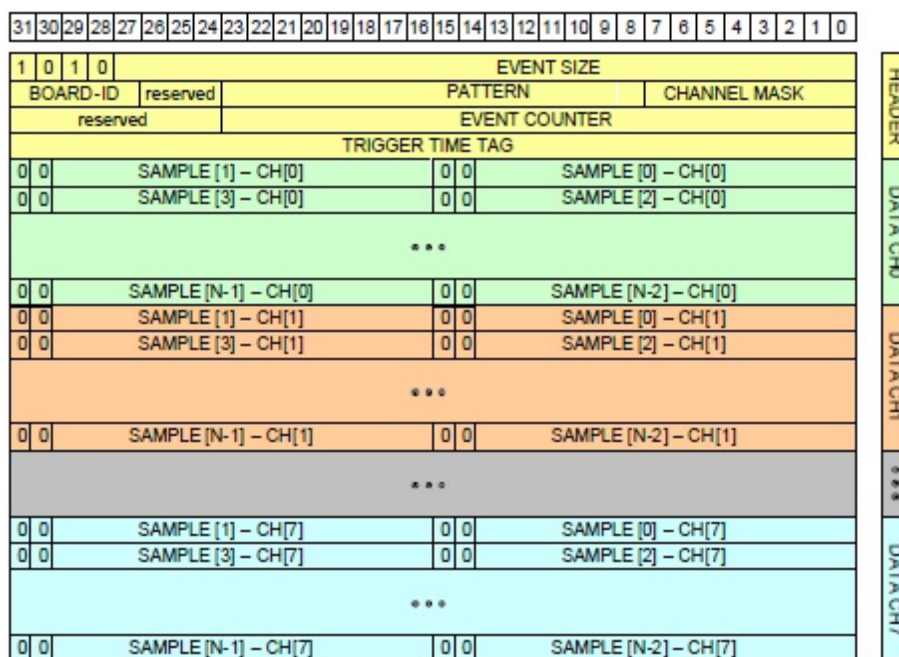 31 30 29 28 27 26 25 24 23 22 21 20 19 18 17 16 15 14 13 12 11 10 9 8 7 6 5 4 3 2 1 0
1 0 1 0 EVENT SIZE
BOARD-ID reserved PATTERN CHANNEL MASK
reserved EVENT COUNTER
TRIGGER TIME TAG
HEADER
0 0 SAMPLE [1] – CH[0] 0 0 SAMPLE [0] – CH[0]
0 0 SAMPLE [3] – CH[0] 0 0 SAMPLE [2] – CH[0]
...
0 0 SAMPLE [N-1] – CH[0] 0 0 SAMPLE [N-2] – CH[0]
DATA CH0
0 0 SAMPLE [1] – CH[1] 0 0 SAMPLE [0] – CH[1]
0 0 SAMPLE [3] – CH[1] 0 0 SAMPLE [2] – CH[1]
...
0 0 SAMPLE [N-1] – CH[1] 0 0 SAMPLE [N-2] – CH[1]
DATA CH1
...
...
0 0 SAMPLE [1] – CH[7] 0 0 SAMPLE [0] – CH[7]
0 0 SAMPLE [3] – CH[7] 0 0 SAMPLE [2] – CH[7]
...
0 0 SAMPLE [N-1] – CH[7] 0 0 SAMPLE [N-2] – CH[7]
DATA CH7